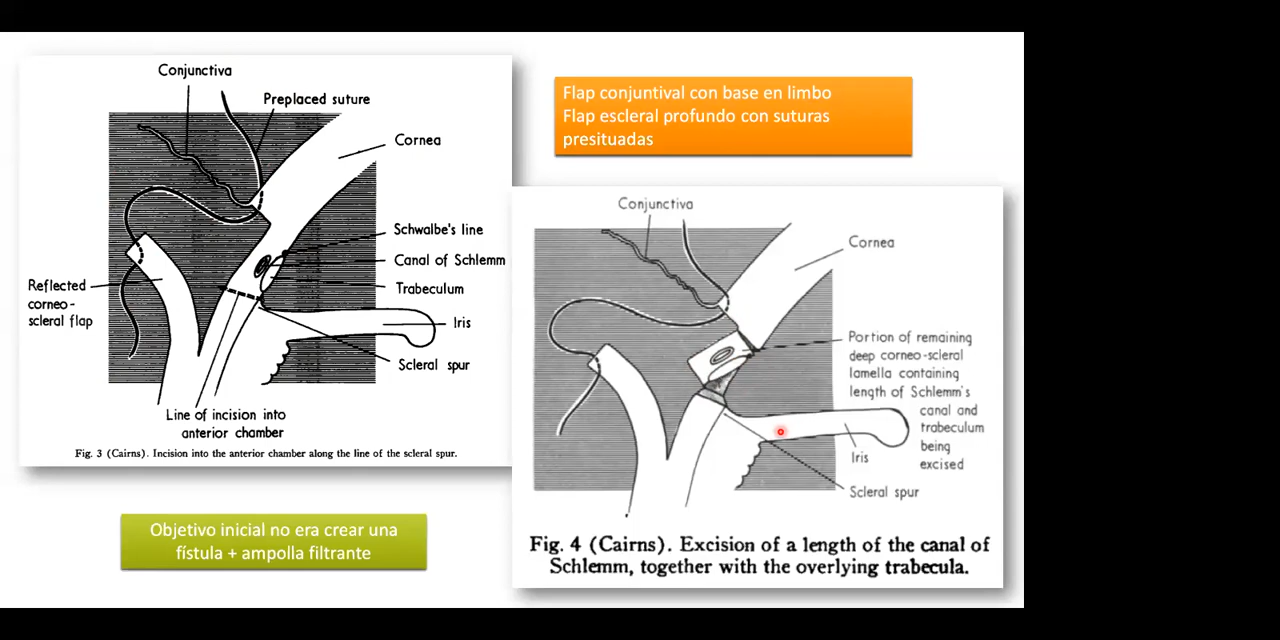 Conjunctiva
Preplaced suture
Cornea
Schwalbe's line
Canal of Schlemm
Trabeculum
Reflected
corneo-
scleral flap
Iris
Scleral spur
Line of incision into
anterior chamber
Fig. 3 (Cairns). Incision into the anterior chamber along the line of the scleral spur.
Objetivo inicial no era crear una
fístula + ampolla filtrante
Flap conjuntival con base en limbo
Flap escleral profundo con suturas
presituadas
Conjunctiva
Cornea
Portion of remaining
deep corneo-scleral
lamella containing
length of Schlemm's
canal and
trabeculum
being
excised
Iris
Scleral spur
Fig. 4 (Cairns). Excision of a length of the canal of
Schlemm, together with the overlying trabecula.